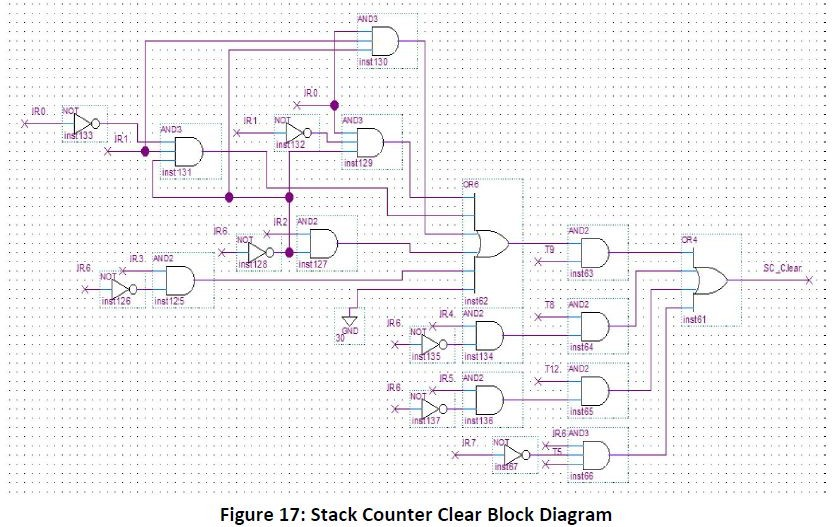 AND3
inst130
IR0
IR0
NOT
inst133
IR1
AND3
inst131
IR1
NOT
inst132
AND3
inst129
OR6
inst62
IR2
AND2
IR6
NOT
inst128
inst127
IR3
AND2
IR6
NOT
inst126
inst125
GND
30
T9
AND2
inst63
OR4
SC_Clear
inst61
IR4
AND2
IR6
NOT
inst135
inst134
T8
AND2
inst64
IR5
AND2
IR6
NOT
inst137
inst136
T12
AND2
inst65
IR7
NOT
inst67
IR6
AND3
T5
inst66
Figure 17: Stack Counter Clear Block Diagram